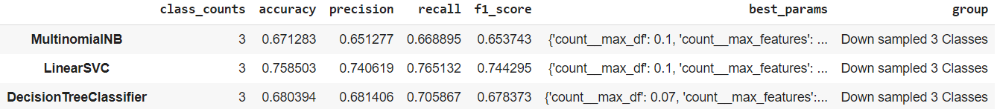 class_counts accuracy precision recall f1_score best_params group
MultinomialNB 3 0.671283 0.651277 0.668895 0.653743 {'count__max_df': 0.1, 'count__max_features': ... Down sampled 3 Classes
LinearSVC 3 0.758503 0.740619 0.765132 0.744295 {'count__max_df': 0.1, 'count__max_features': ... Down sampled 3 Classes
DecisionTreeClassifier 3 0.680394 0.681406 0.705867 0.678373 {'count__max_df': 0.07, 'count__max_features':... Down sampled 3 Classes